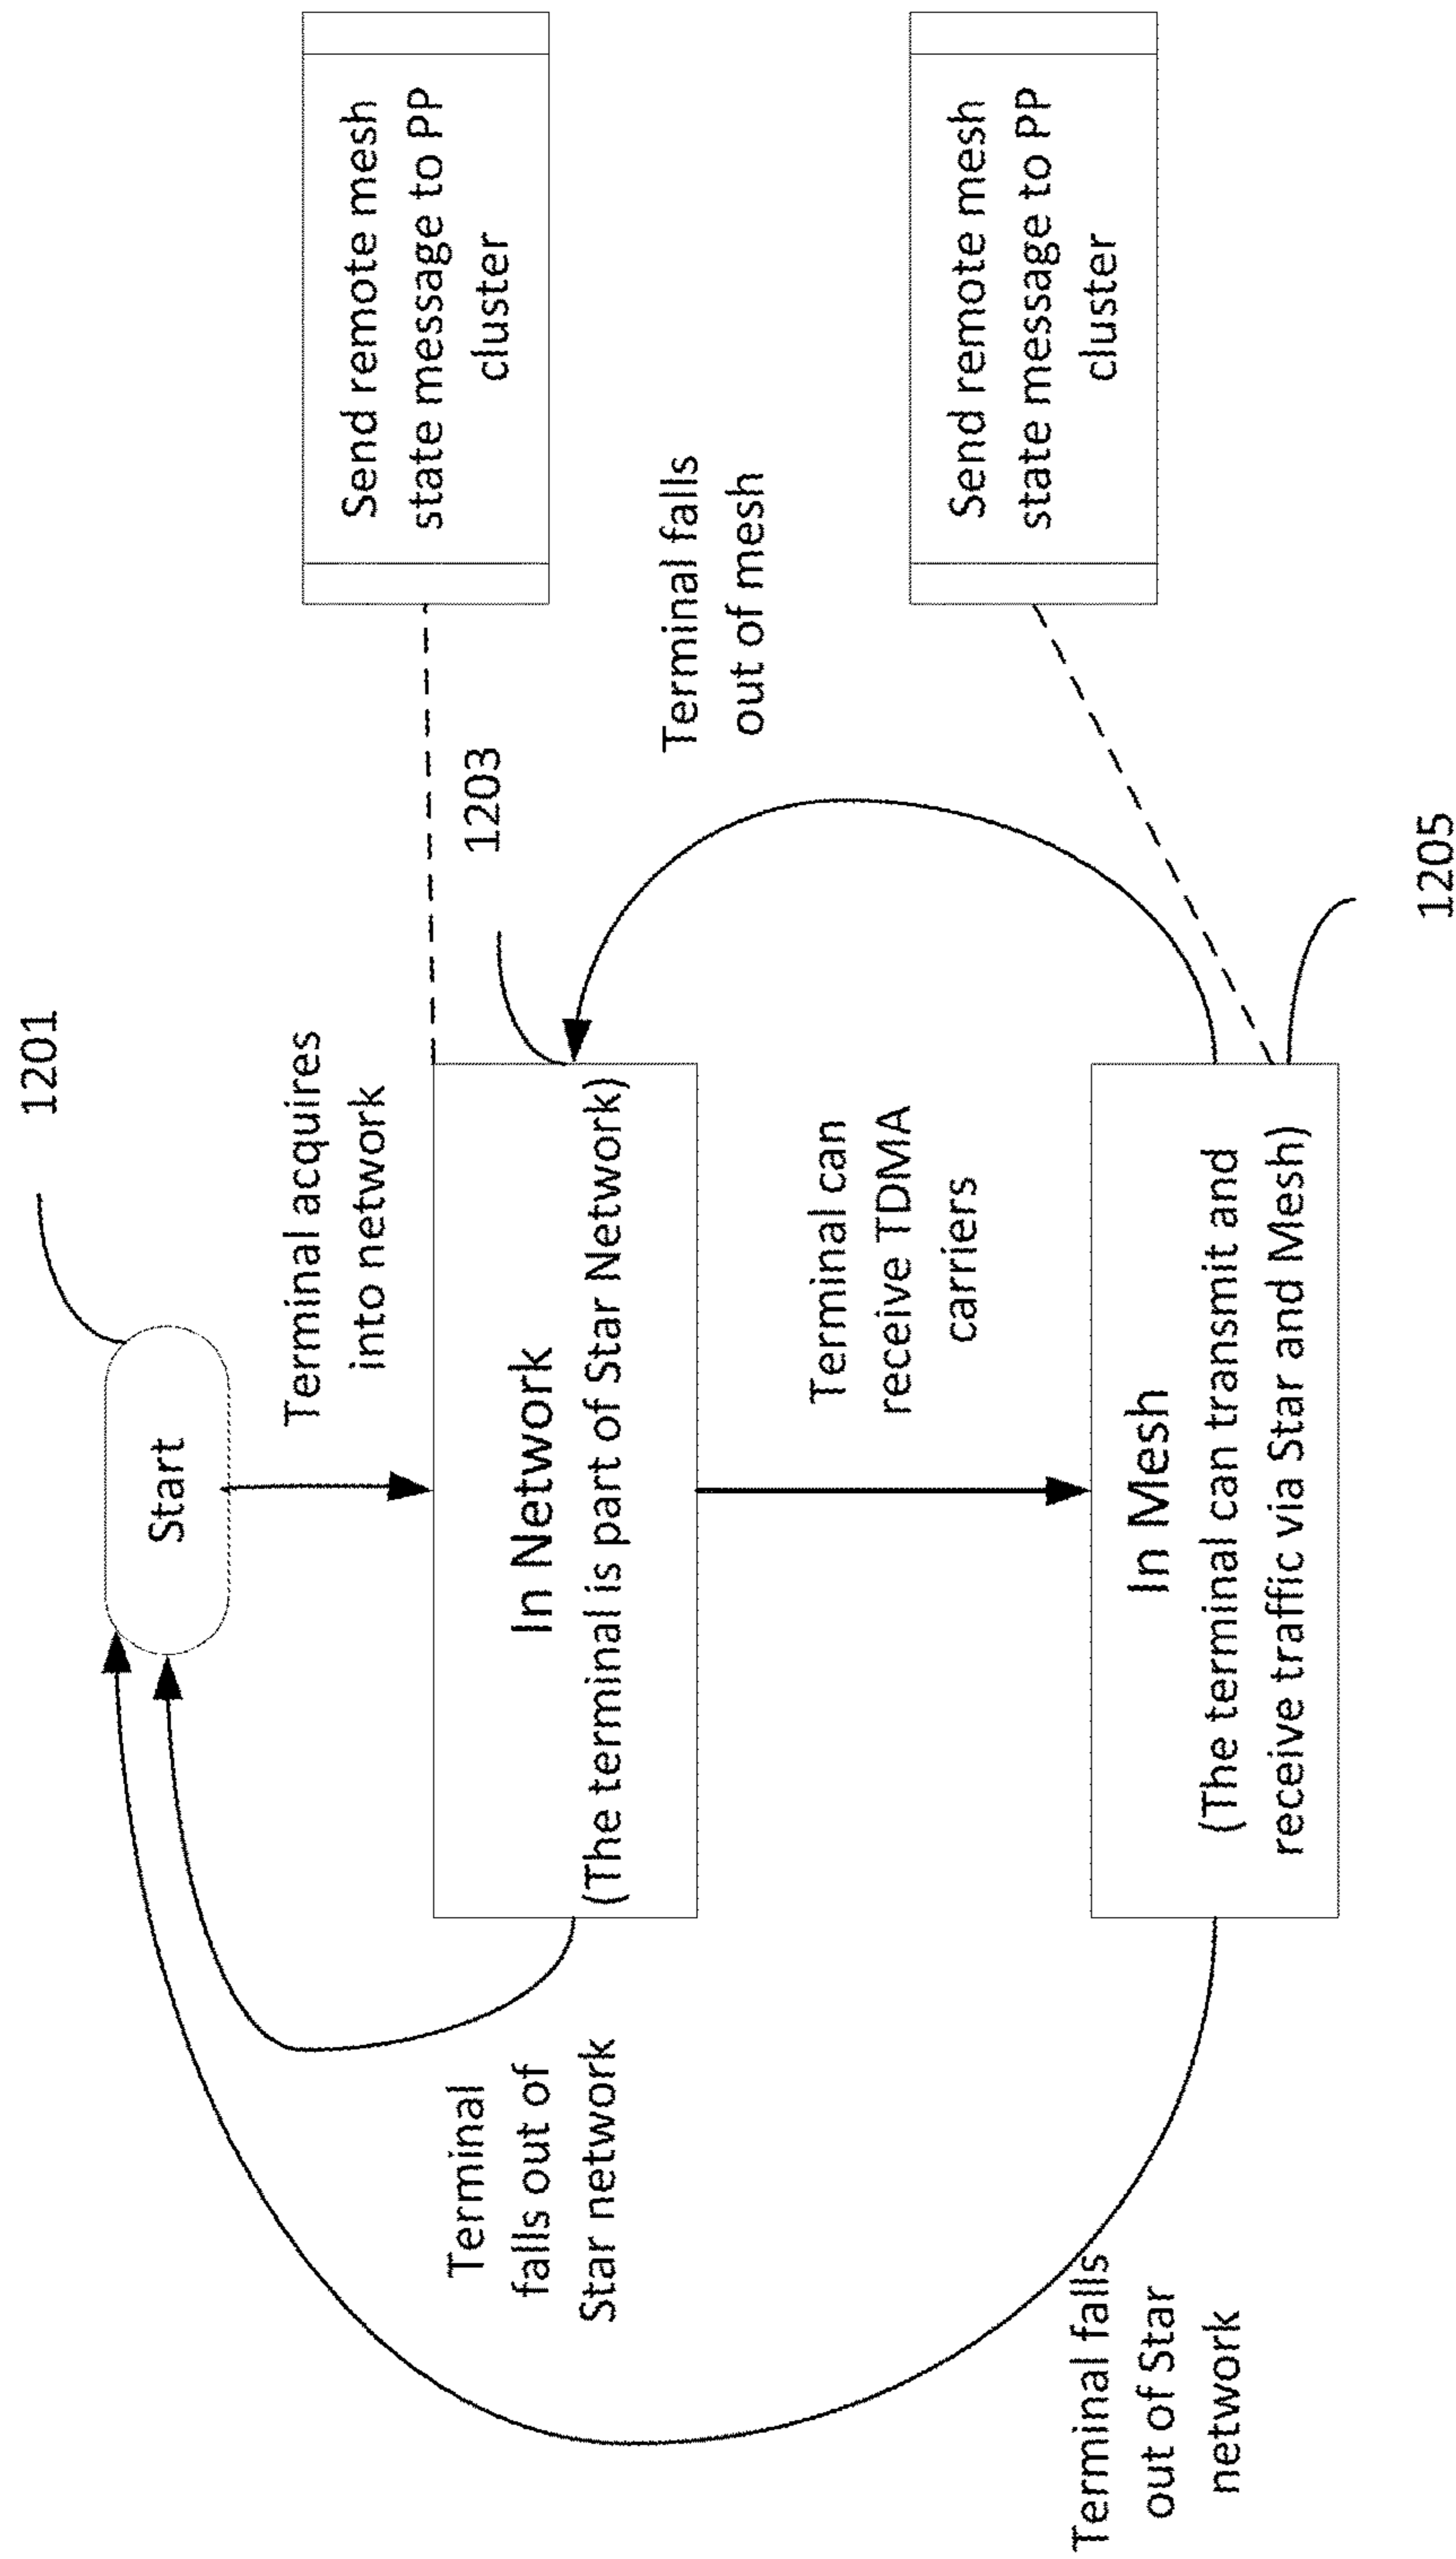 1201
Start
Terminal acquires
into network
Send remote mesh
state message to PP
cluster
1203
In Network
(The terminal is part of Star Network)
Terminal
falls out of
Star network
Terminal falls
out of mesh
Terminal can
receive TDMA
carriers
Send remote mesh
state message to PP
cluster
In Mesh
(The terminal can transmit and
receive traffic via Star and Mesh)
Terminal falls
out of Star
network
1205